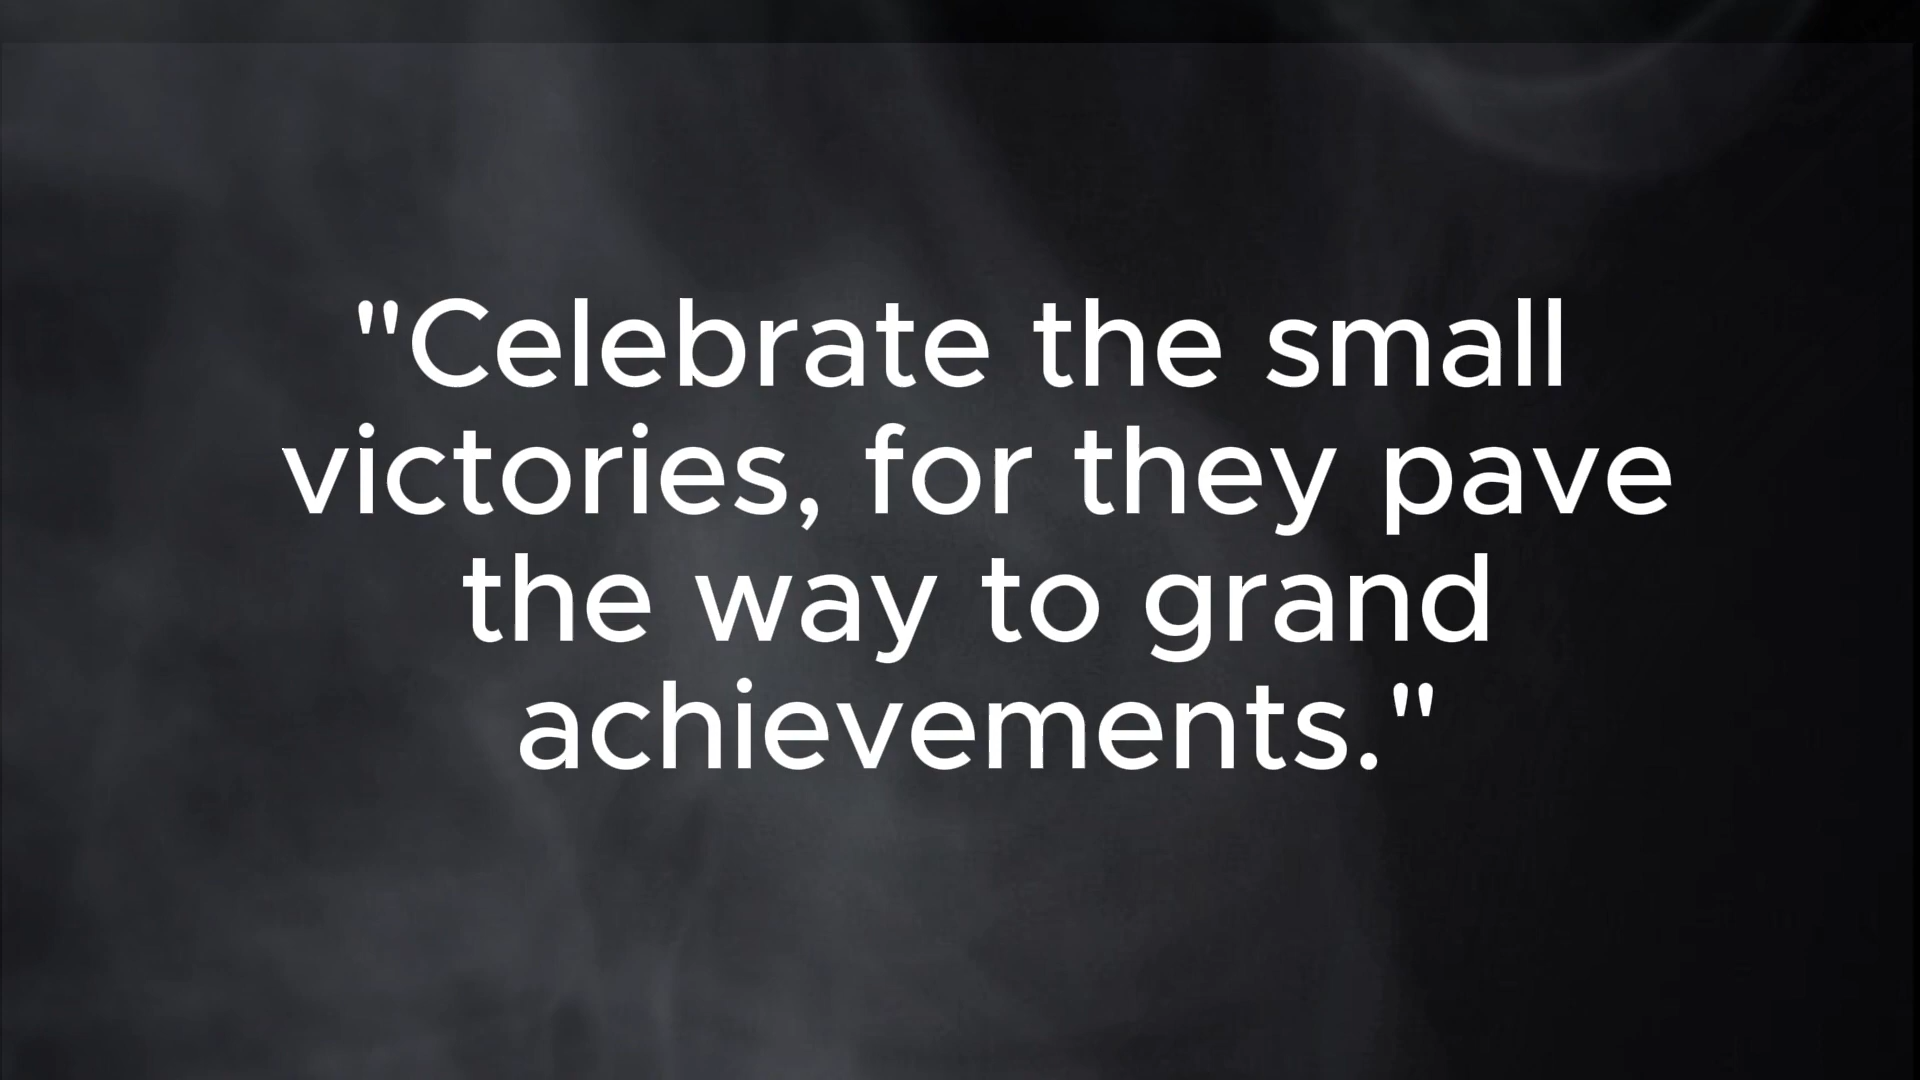 "Celebrate the small
victories, for they pave
the way to grand
achievements."